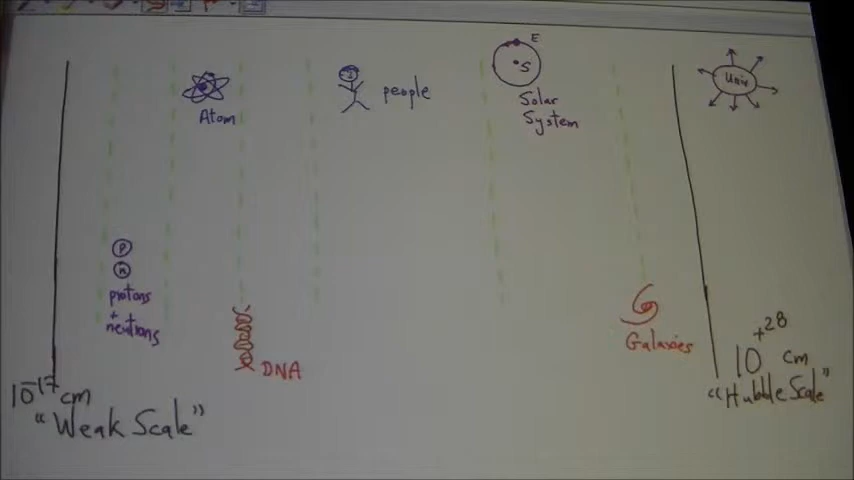 E
S
Univ
Atom
people
Solar
System
P
n
protons
+
neutrons
DNA
Galaxies
10⁻¹⁷ cm
"Weak Scale"
10⁺²⁸ cm
"Hubble Scale"